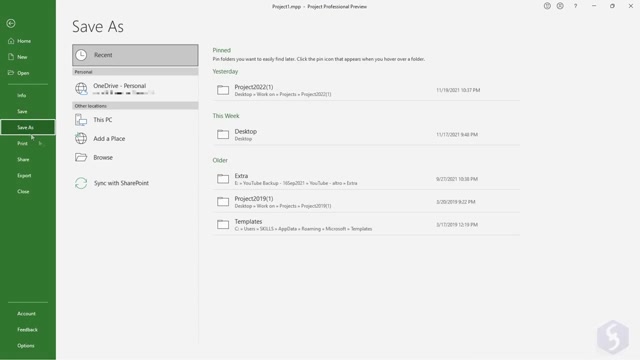 Project1.mpp - Project Professional Preview
?
Save As
Home
New
Open
Info
Save
Save As
Print
Share
Export
Close
Account
Feedback
Options
Recent
Personal
OneDrive - Personal
Other locations
This PC
Add a Place
Browse
Sync with SharePoint
Pinned
Pin folders you want to easily find later. Click the pin icon that appears when you hover over a folder.
Yesterday
Project2022(1)
Desktop » Work on » Projects » Project2022(1)
11/18/2021 10:37 PM
This Week
Desktop
Desktop
11/17/2021 9:48 PM
Older
Extra
E: » YouTube Backup - 16Sep2021 » YouTube - aftro » Extra
9/27/2021 10:38 PM
Project2019(1)
Desktop » Work on » Projects » Project2019(1)
3/20/2019 9:22 PM
Templates
C: » Users » SKILLS » AppData » Roaming » Microsoft » Templates
3/17/2019 12:19 PM